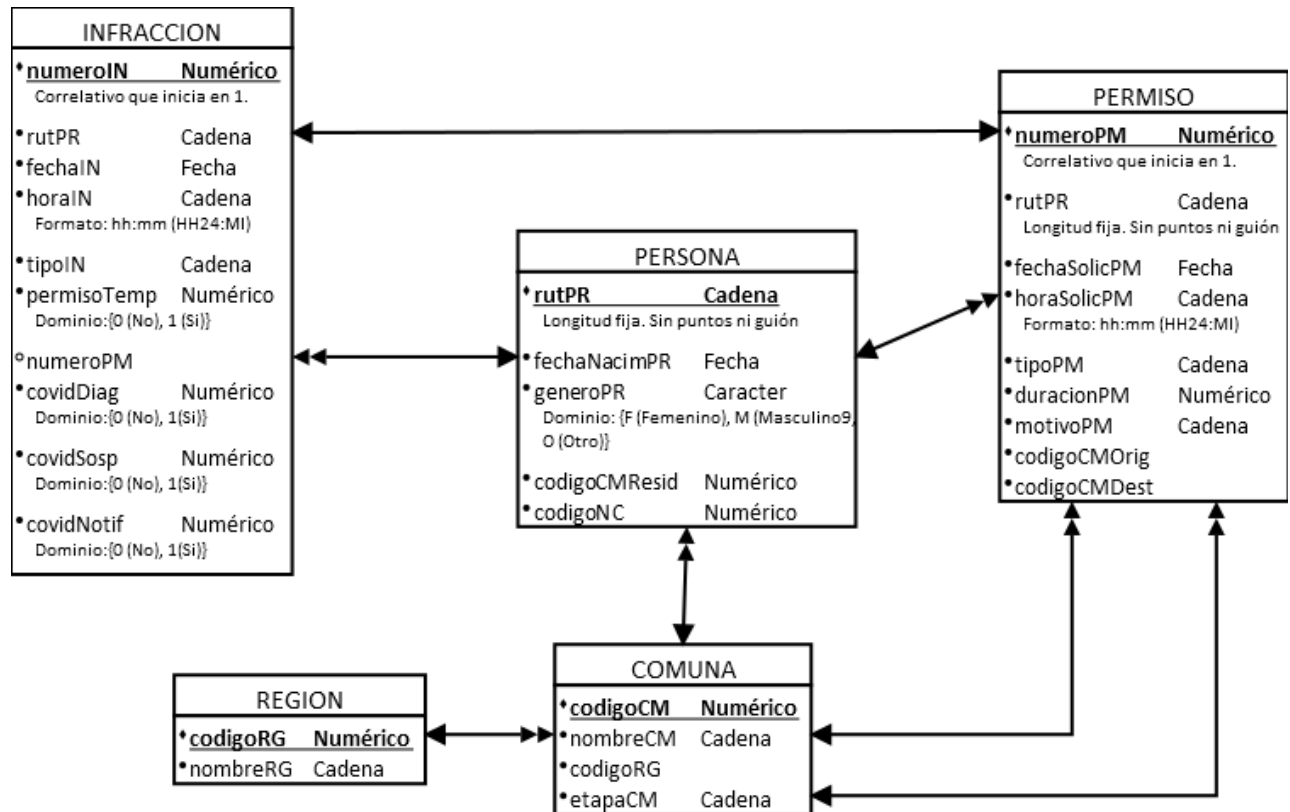 INFRACCION
numeroIN Numérico
Correlativo que inicia en 1.
rutPR Cadena
fechaIN Fecha
horaIN Cadena
Formato: hh:mm (HH24:MI)
tipoIN Cadena
permisoTemp Numérico
Dominio:{0 (No), 1 (Si)}
numeroPM
covidDiag Numérico
Dominio:{0 (No), 1(Si)}
covidSosp Numérico
Dominio:{0 (No), 1(Si)}
covidNotif Numérico
Dominio:{0 (No), 1(Si)}
PERSONA
rutPR Cadena
Longitud fija. Sin puntos ni guión
fechaNacimPR Fecha
generoPR Caracter
Dominio: {F (Femenino), M (Masculino9,
O (Otro)}
codigoCMResid Numérico
codigoNC Numérico
PERMISO
numeroPM Numérico
Correlativo que inicia en 1.
rutPR Cadena
Longitud fija. Sin puntos ni guión
fechaSolicPM Fecha
horaSolicPM Cadena
Formato: hh:mm (HH24:MI)
tipoPM Cadena
duracionPM Numérico
motivoPM Cadena
codigoCMOrig
codigoCMDest
REGION
codigoRG Numérico
nombreRG Cadena
COMUNA
codigoCM Numérico
nombreCM Cadena
codigoRG
etapaCM Cadena